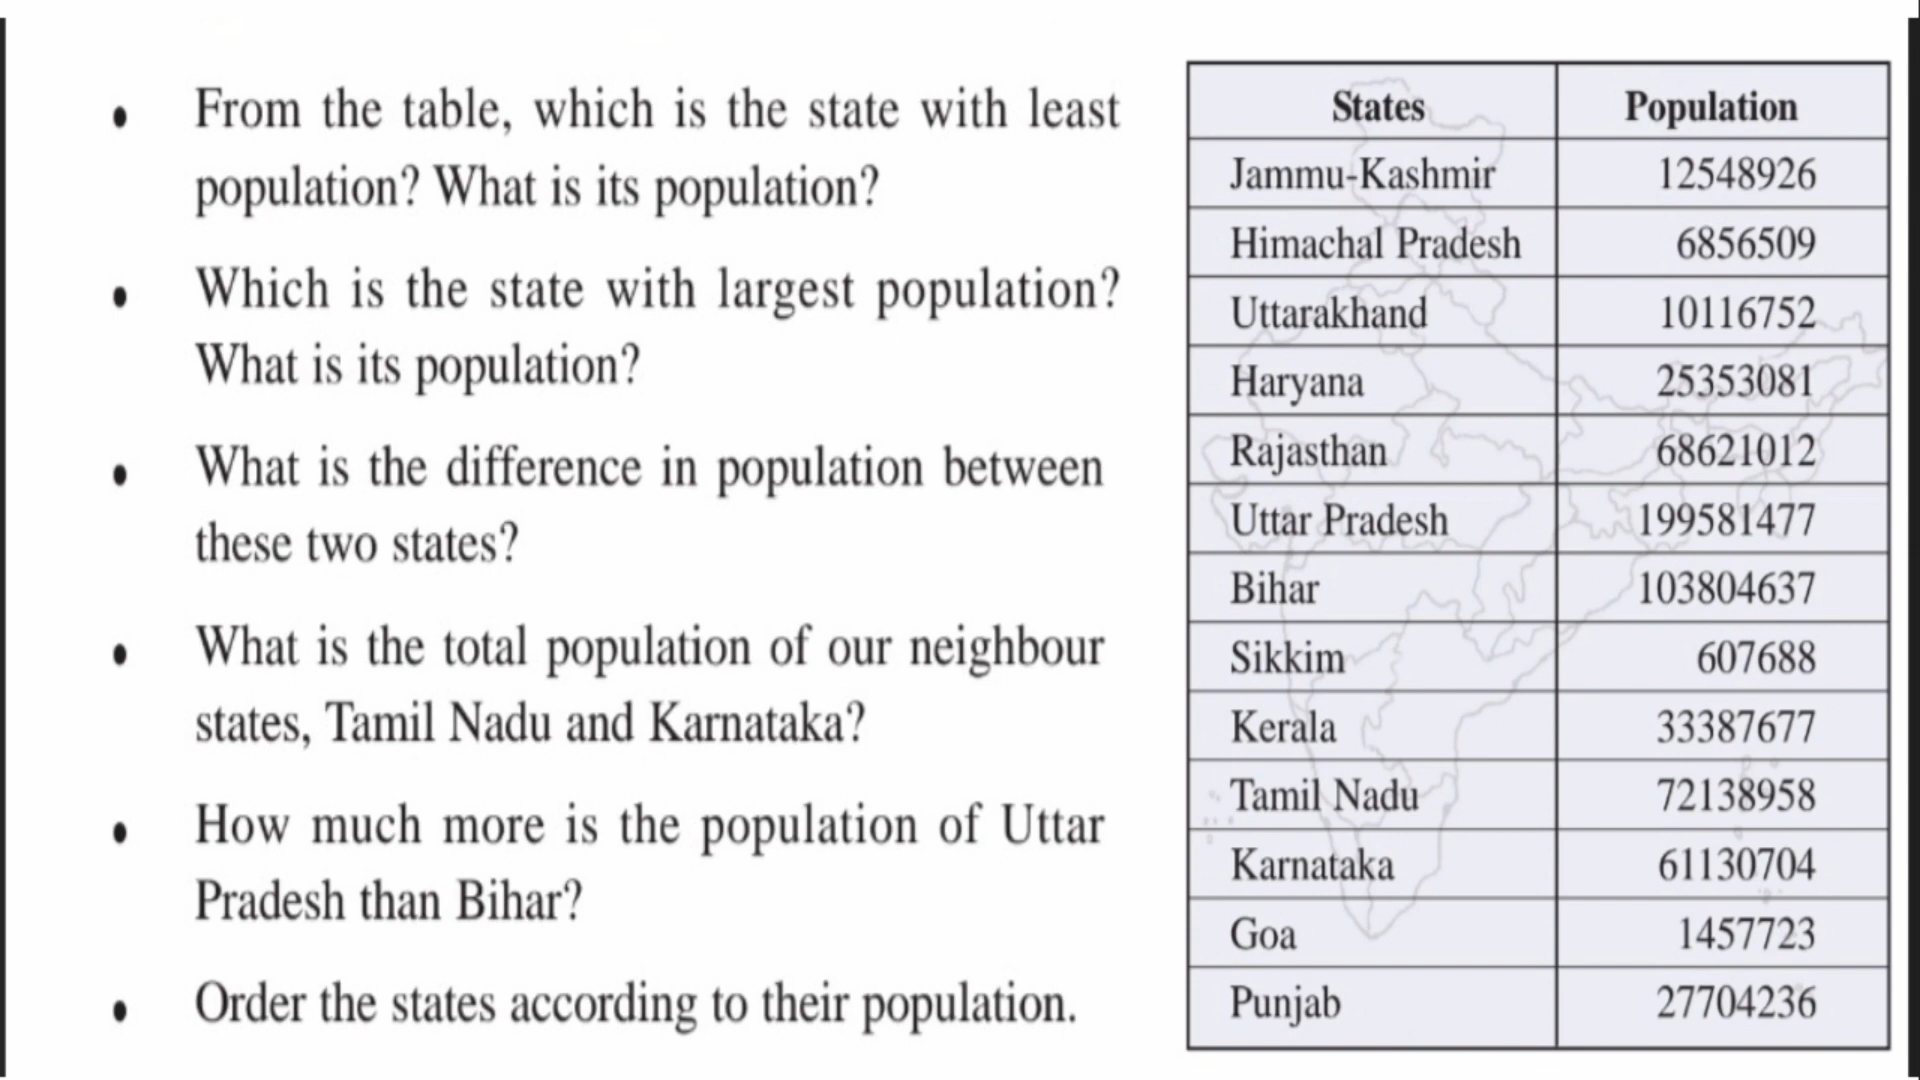 • From the table, which is the state with least
population? What is its population?
• Which is the state with largest population?
What is its population?
• What is the difference in population between
these two states?
• What is the total population of our neighbour
states, Tamil Nadu and Karnataka?
• How much more is the population of Uttar
Pradesh than Bihar?
• Order the states according to their population.
States Population
Jammu-Kashmir 12548926
Himachal Pradesh 6856509
Uttarakhand 10116752
Haryana 25353081
Rajasthan 68621012
Uttar Pradesh 199581477
Bihar 103804637
Sikkim 607688
Kerala 33387677
Tamil Nadu 72138958
Karnataka 61130704
Goa 1457723
Punjab 27704236